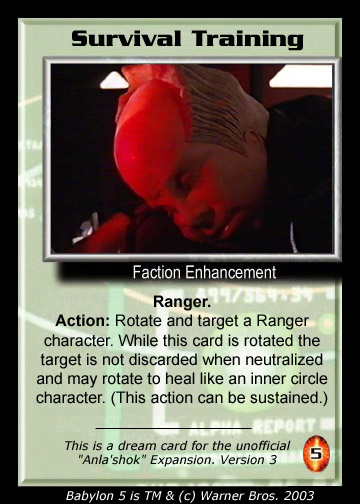 Survival Training
Faction Enhancement
Ranger.
Action: Rotate and target a Ranger
character. While this card is rotated the
target is not discarded when neutralized
and may rotate to heal like an inner circle
character. (This action can be sustained.)
This is a dream card for the unofficial
"Anla'shok" Expansion. Version 3
5
Babylon 5 is TM & (c) Warner Bros. 2003